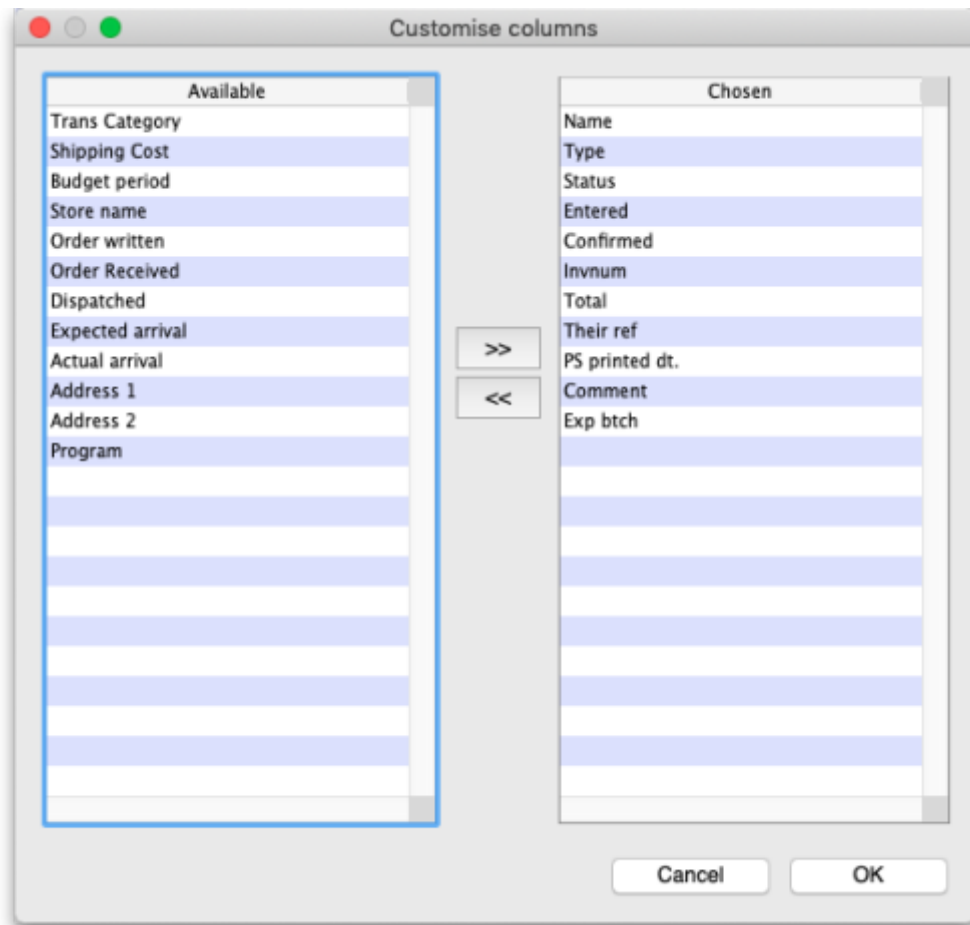 Customise columns
Available
Trans Category
Shipping Cost
Budget period
Store name
Order written
Order Received
Dispatched
Expected arrival
Actual arrival
Address 1
Address 2
Program
>>
<<
Chosen
Name
Type
Status
Entered
Confirmed
Invnum
Total
Their ref
PS printed dt.
Comment
Exp btch
Cancel
OK